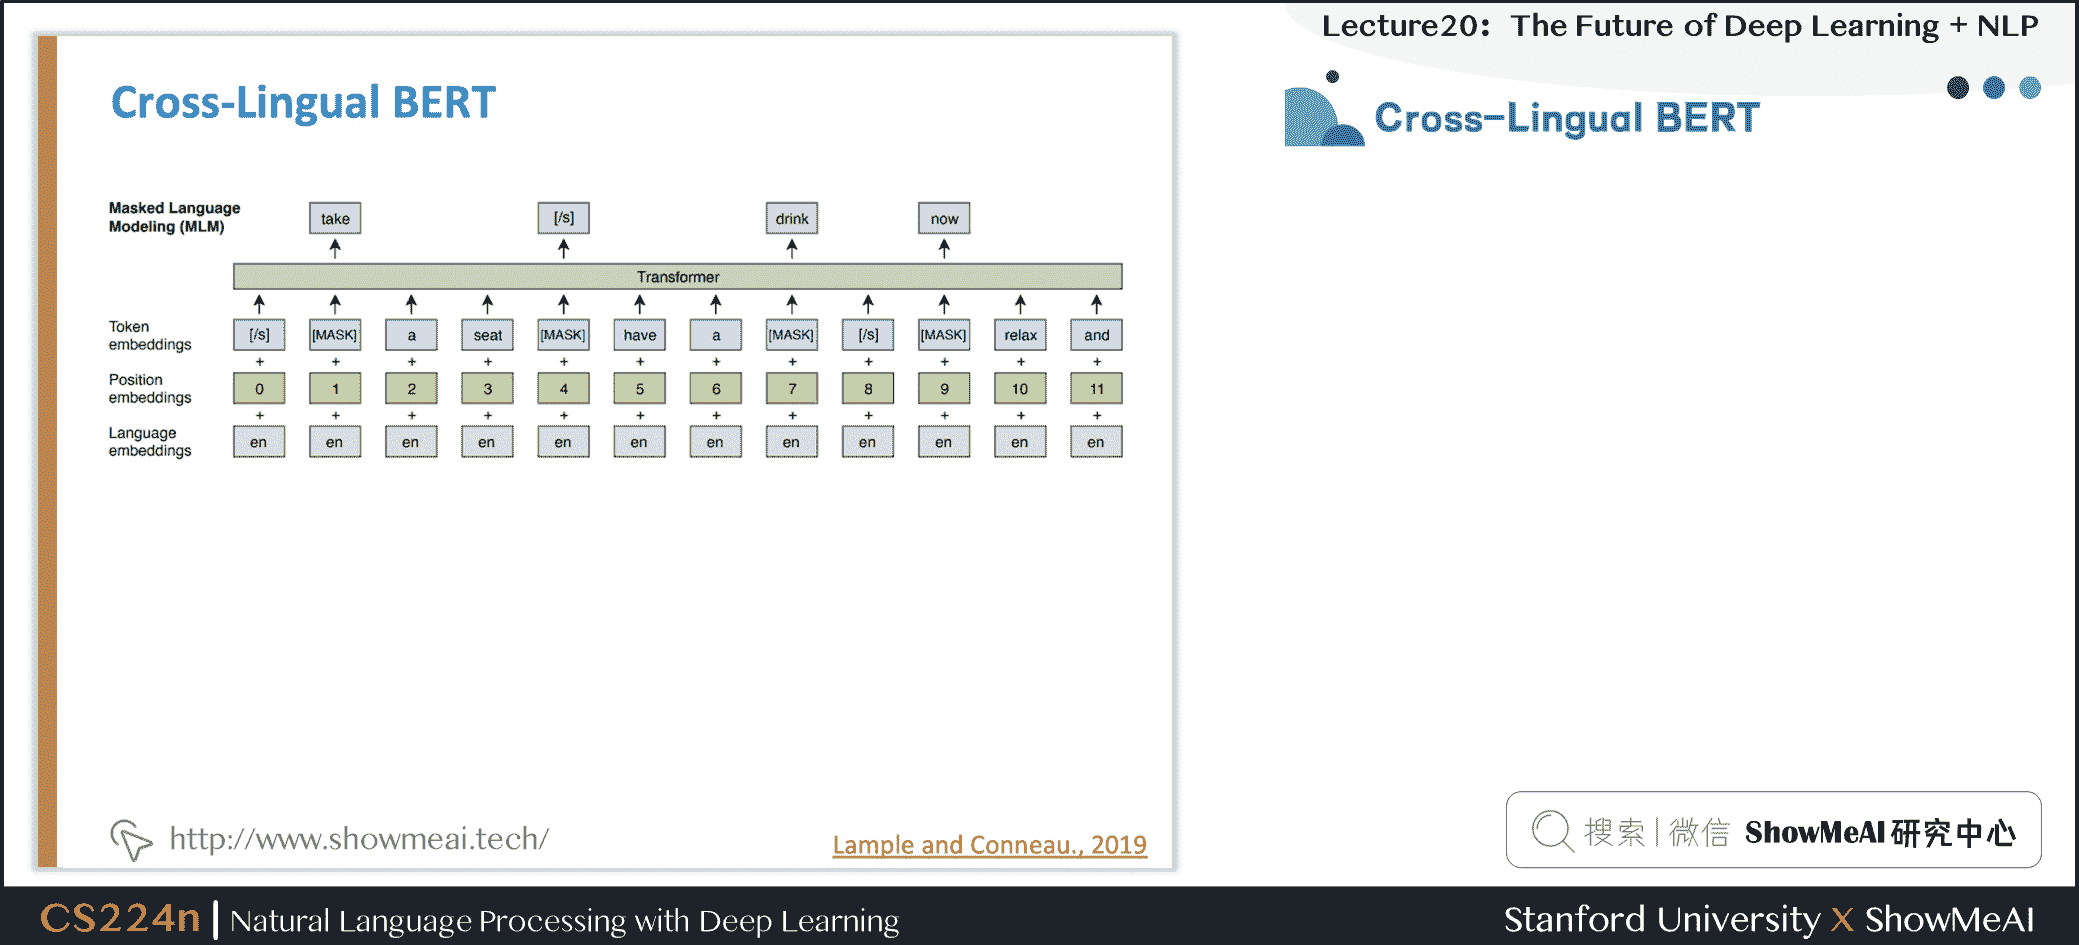 Lecture20: The Future of Deep Learning + NLP
Cross-Lingual BERT
Cross-Lingual BERT
Masked Language
Modeling (MLM)
take [/s] drink now
Transformer
Token
embeddings
[/s] [MASK] a seat [MASK] have a [MASK] [/s] [MASK] relax and
+ + + + + + + + + + + +
Position
embeddings
0 1 2 3 4 5 6 7 8 9 10 11
+ + + + + + + + + + + +
Language
embeddings
en en en en en en en en en en en en
http://www.showmeai.tech/
Lample and Conneau., 2019
搜索 | 微信 ShowMeAI 研究中心
CS224n | Natural Language Processing with Deep Learning
Stanford University X ShowMeAI